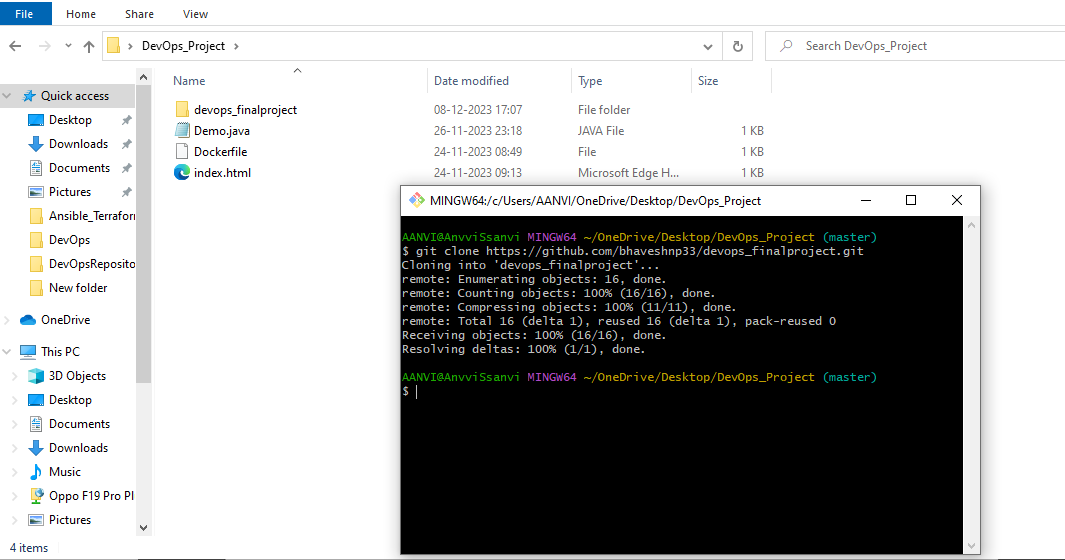 File Home Share View
DevOps_Project
Search DevOps_Project
Name Date modified Type Size
Quick access
Desktop
Downloads
Documents
Pictures
Ansible_Terraforr
DevOps
DevOpsReposito
New folder
OneDrive
This PC
3D Objects
Desktop
Documents
Downloads
Music
Oppo F19 Pro Pl
Pictures
4 items
devops_finalproject 08-12-2023 17:07 File folder
Demo.java 26-11-2023 23:18 JAVA File 1 KB
Dockerfile 24-11-2023 08:49 File 1 KB
index.html 24-11-2023 09:13 Microsoft Edge H... 1 KB
MINGW64:/c/Users/AANVI/OneDrive/Desktop/DevOps_Project
AANVI@AnvviSsanvi MINGW64 ~/OneDrive/Desktop/DevOps_Project (master)
$ git clone https://github.com/bhaveshnp33/devops_finalproject.git
Cloning into 'devops_finalproject'...
remote: Enumerating objects: 16, done.
remote: Counting objects: 100% (16/16), done.
remote: Compressing objects: 100% (11/11), done.
remote: Total 16 (delta 1), reused 16 (delta 1), pack-reused 0
Receiving objects: 100% (16/16), done.
Resolving deltas: 100% (1/1), done.
AANVI@AnvviSsanvi MINGW64 ~/OneDrive/Desktop/DevOps_Project (master)
$